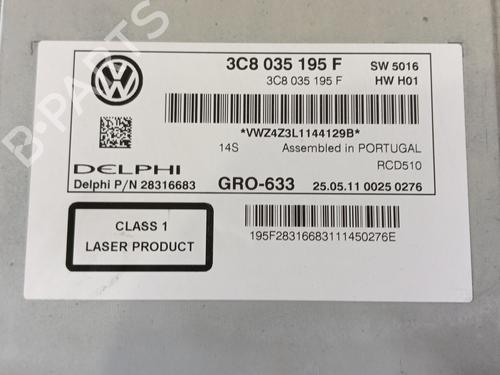 3C8 035 195 F SW 5016
3C8 035 195 F HW H01
*VWZ4Z3L1144129B*
14S Assembled in PORTUGAL
DELPHI RCD510
Delphi P/N 28316683 GRO-633 25.05.11 0025 0276
CLASS 1
LASER PRODUCT
195F28316683111450276E
B-PARTS